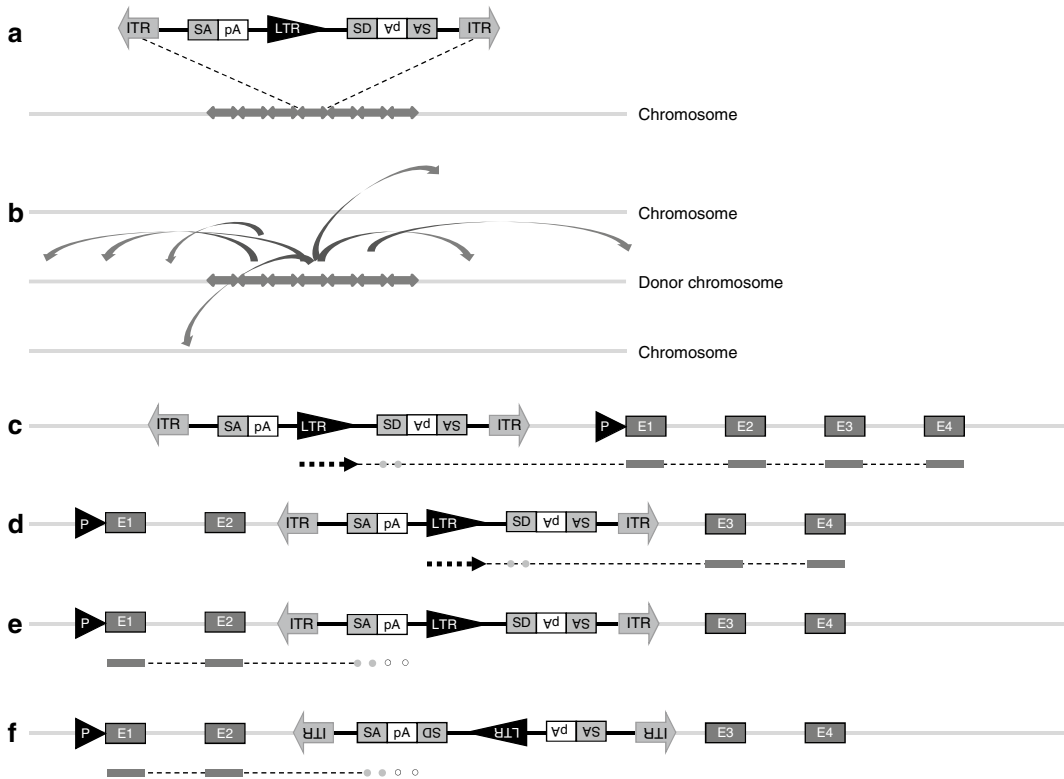 a ITR SA pA LTR SD pA SA ITR
Chromosome
b
Chromosome
Donor chromosome
Chromosome
c ITR SA pA LTR SD pA SA ITR P E1 E2 E3 E4
d P E1 E2 ITR SA pA LTR SD pA SA ITR E3 E4
e P E1 E2 ITR SA pA LTR SD pA SA ITR E3 E4
f P E1 E2 ITR SA pA SD LTR pA SA ITR E3 E4